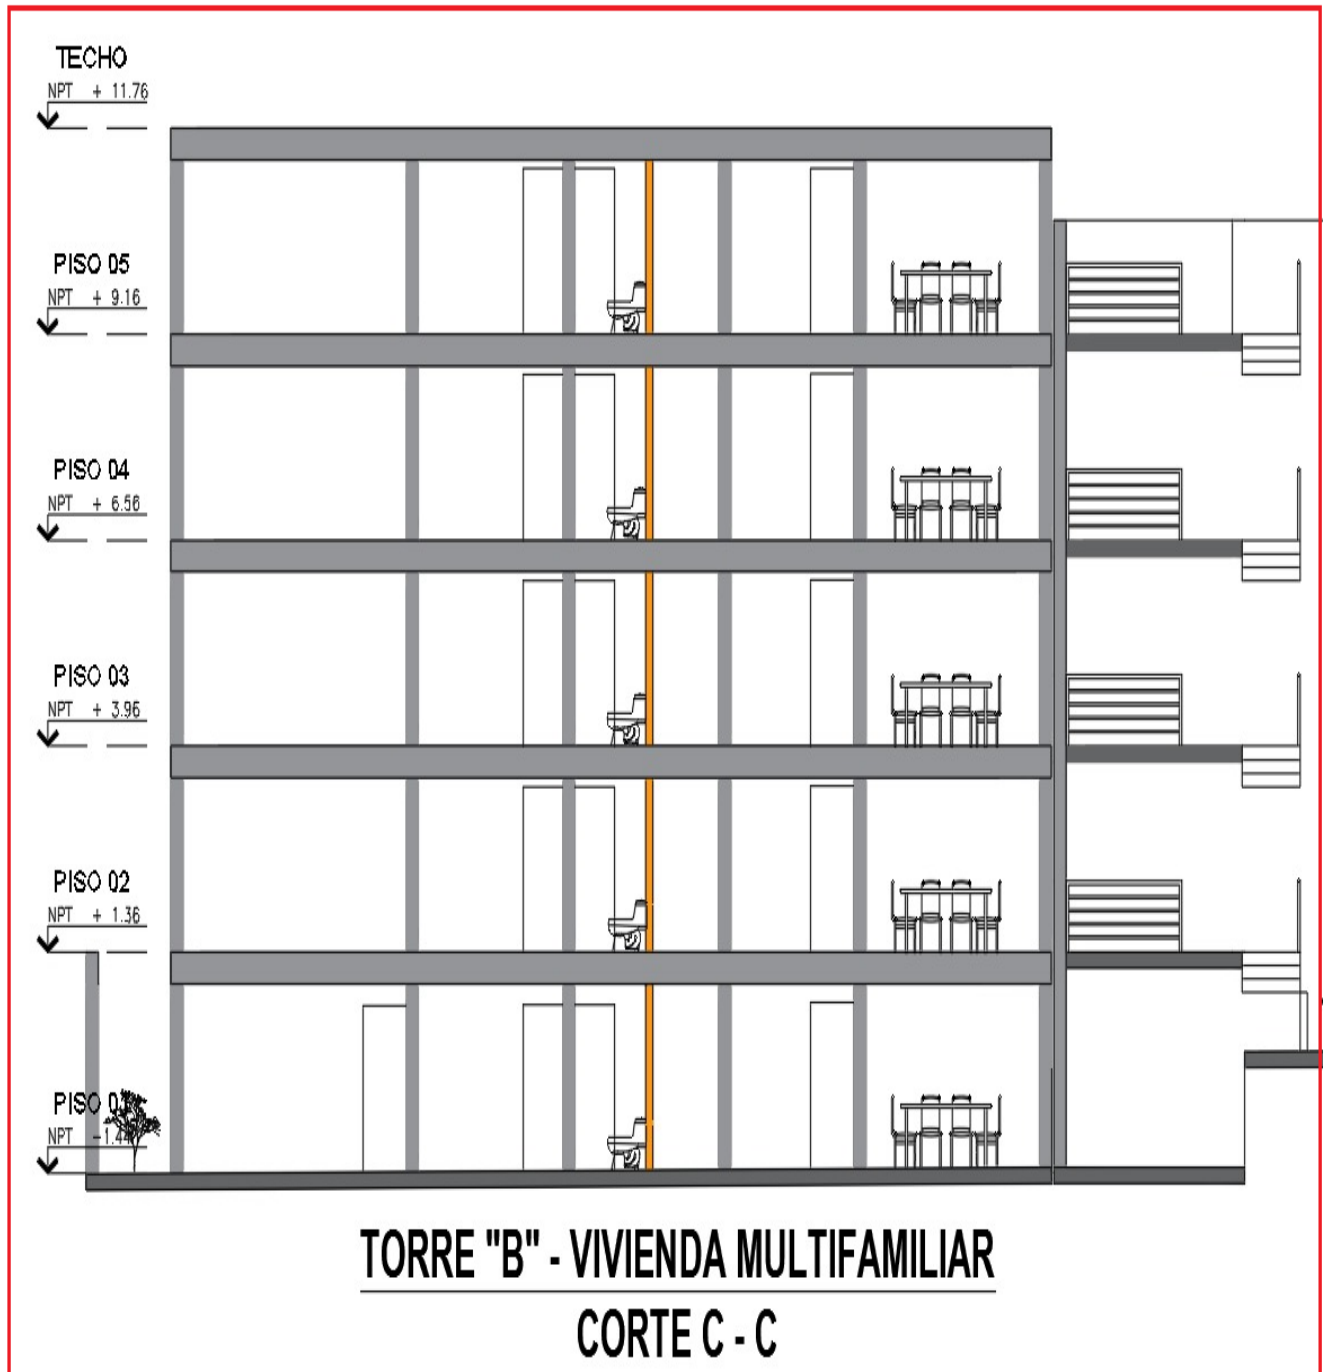 TECHO
NPT + 11.76
PISO 05
NPT + 9.16
PISO 04
NPT + 6.56
PISO 03
NPT + 3.96
PISO 02
NPT + 1.36
PISO
NPT
TORRE "B" - VIVIENDA MULTIFAMILIAR
CORTE C - C